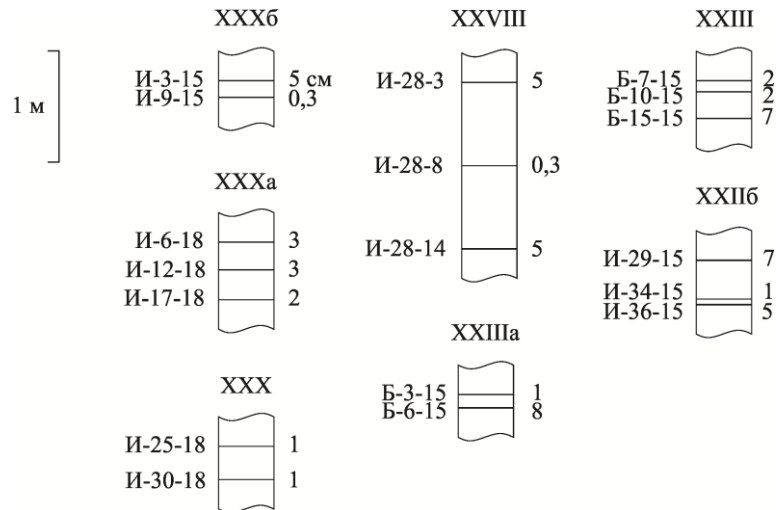 XXXб
И-3-15 5 см
И-9-15 0,3
1 м
XXXa
И-6-18 3
И-12-18 3
И-17-18 2
XXX
И-25-18 1
И-30-18 1
XXVIII
И-28-3 5
И-28-8 0,3
И-28-14 5
XXIIIa
Б-3-15 1
Б-6-15 8
XXIII
Б-7-15 2
Б-10-15 2
Б-15-15 7
XXIIб
И-29-15 7
И-34-15 1
И-36-15 5